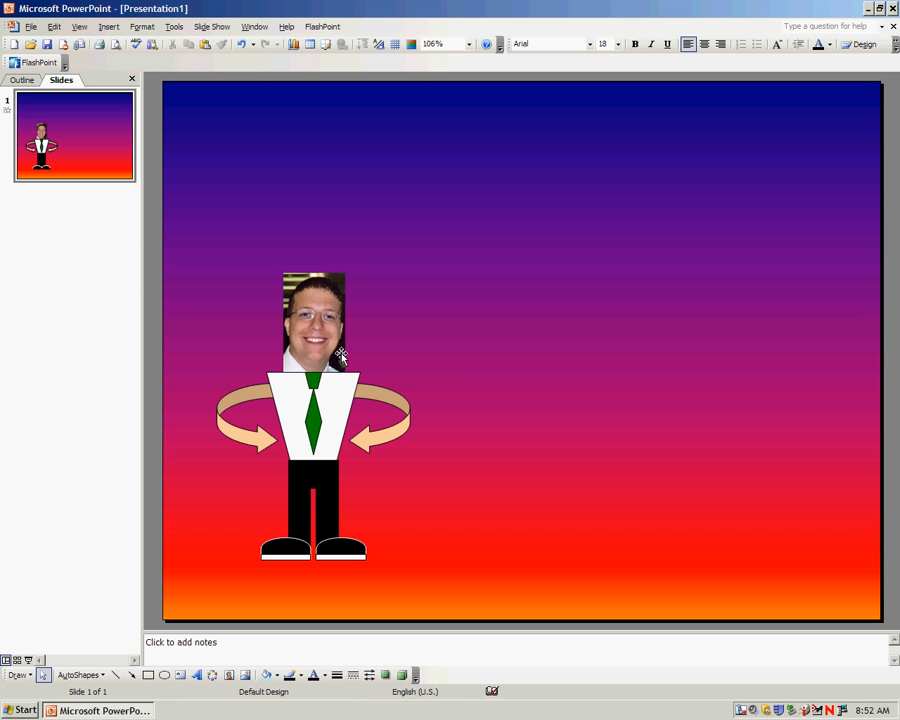 Microsoft PowerPoint - [Presentation1]
File Edit View Insert Format Tools Slide Show Window Help FlashPoint
Type a question for help
106% Arial 18 B I U A A Design
FlashPoint
Outline Slides
1
Click to add notes
Draw AutoShapes A A
Slide 1 of 1 Default Design English (U.S.)
Start Microsoft PowerPo... 8:52 AM